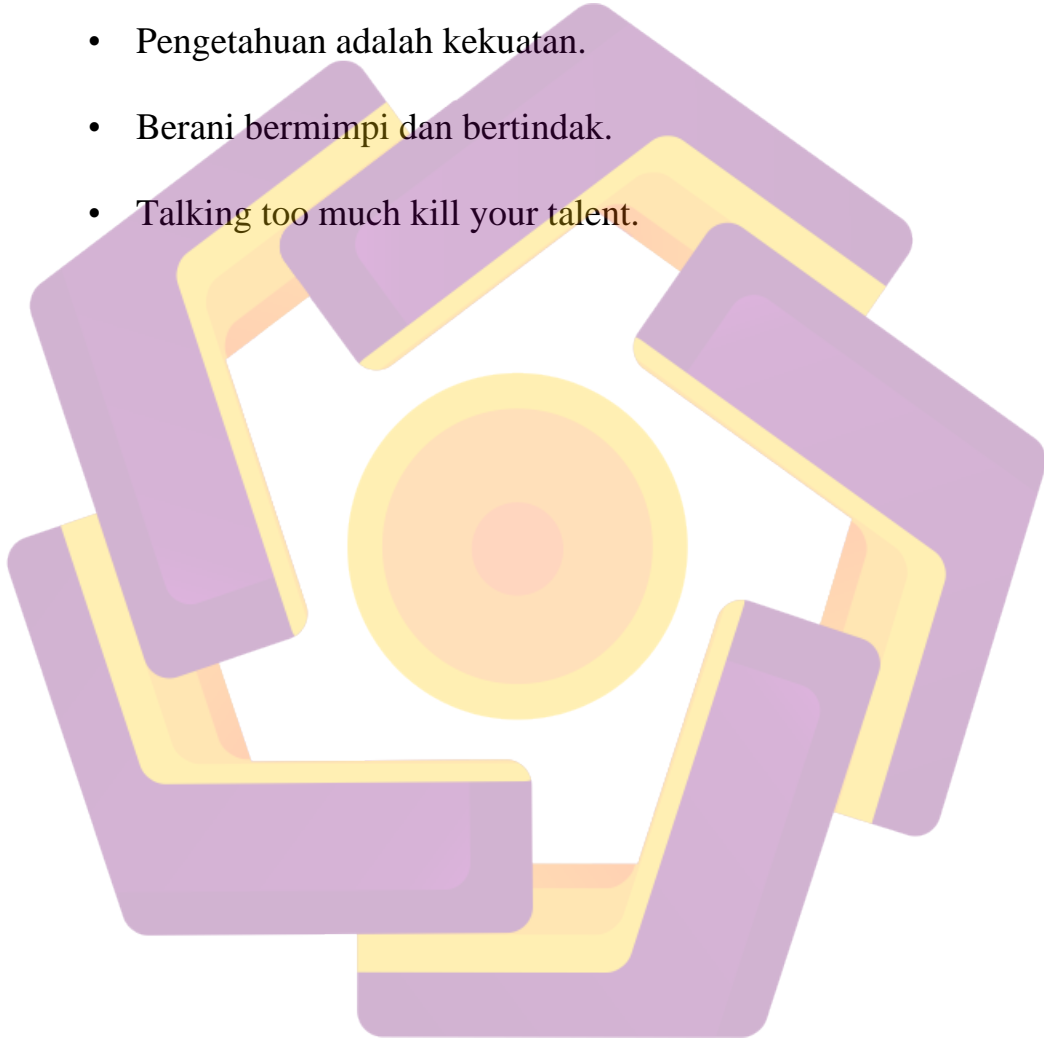 • Pengetahuan adalah kekuatan.
• Berani bermimpi dan bertindak.
• Talking too much kill your talent.